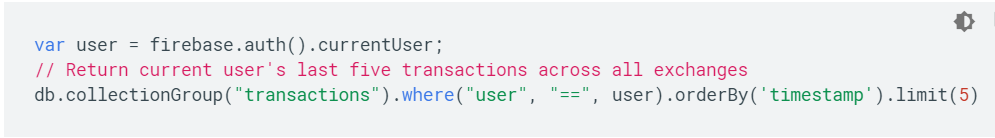 var user = firebase.auth().currentUser;
// Return current user's last five transactions across all exchanges
db.collectionGroup("transactions").where("user", "==", user).orderBy('timestamp').limit(5)